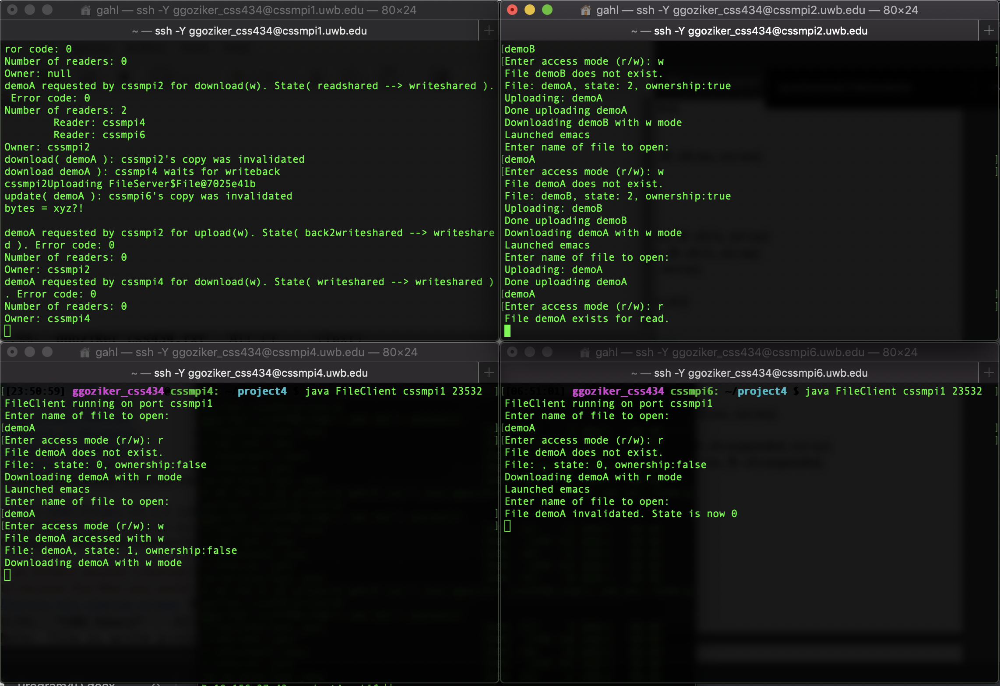 gahl — ssh -Y ggoziker_css434@cssmpi1.uwb.edu — 80×24
~ — ssh -Y ggoziker_css434@cssmpi1.uwb.edu
ror code: 0
Number of readers: 0
Owner: null
demoA requested by cssmpi2 for download(w). State( readshared --> writeshared ).
Error code: 0
Number of readers: 2
Reader: cssmpi4
Reader: cssmpi6
Owner: cssmpi2
download( demoA ): cssmpi2's copy was invalidated
download demoA ): cssmpi4 waits for writeback
cssmpi2Uploading FileServer$File@7025e41b
update( demoA ): cssmpi6's copy was invalidated
bytes = xyz?!
demoA requested by cssmpi2 for upload(w). State( back2writeshared --> writeshare
d ). Error code: 0
Number of readers: 0
Owner: cssmpi2
demoA requested by cssmpi4 for download(w). State( writeshared --> writeshared )
. Error code: 0
Number of readers: 0
Owner: cssmpi4
gahl — ssh -Y ggoziker_css434@cssmpi2.uwb.edu — 80×24
~ — ssh -Y ggoziker_css434@cssmpi2.uwb.edu
[demoB ]
[Enter access mode (r/w): w ]
File demoB does not exist.
File: demoA, state: 2, ownership:true
Uploading: demoA
Done uploading demoA
Downloading demoB with w mode
Launched emacs
Enter name of file to open:
[demoA ]
[Enter access mode (r/w): w ]
File demoA does not exist.
File: demoB, state: 2, ownership:true
Uploading: demoB
Done uploading demoB
Downloading demoA with w mode
Launched emacs
Enter name of file to open:
Uploading: demoA
Done uploading demoA
[demoA ]
[Enter access mode (r/w): r ]
File demoA exists for read.
gahl — ssh -Y ggoziker_css434@cssmpi4.uwb.edu — 80×24
~ — ssh -Y ggoziker_css434@cssmpi4.uwb.edu
[[23:50:59] ggoziker_css434@cssmpi4: ~/project4 $ java FileClient cssmpi1 23532 ]
FileClient running on port cssmpi1
Enter name of file to open:
[demoA ]
[Enter access mode (r/w): r ]
File demoA does not exist.
File: , state: 0, ownership:false
Downloading demoA with r mode
Launched emacs
Enter name of file to open:
[demoA ]
[Enter access mode (r/w): w ]
File demoA accessed with w
File: demoA, state: 1, ownership:false
Downloading demoA with w mode
gahl — ssh -Y ggoziker_css434@cssmpi6.uwb.edu — 80×24
~ — ssh -Y ggoziker_css434@cssmpi6.uwb.edu
[[06:51:01] ggoziker_css434 cssmpi6: ~/project4 $ java FileClient cssmpi1 23532 ]
FileClient running on port cssmpi1
Enter name of file to open:
[demoA ]
[Enter access mode (r/w): r ]
File demoA does not exist.
File: , state: 0, ownership:false
Downloading demoA with r mode
Launched emacs
Enter name of file to open:
File demoA invalidated. State is now 0